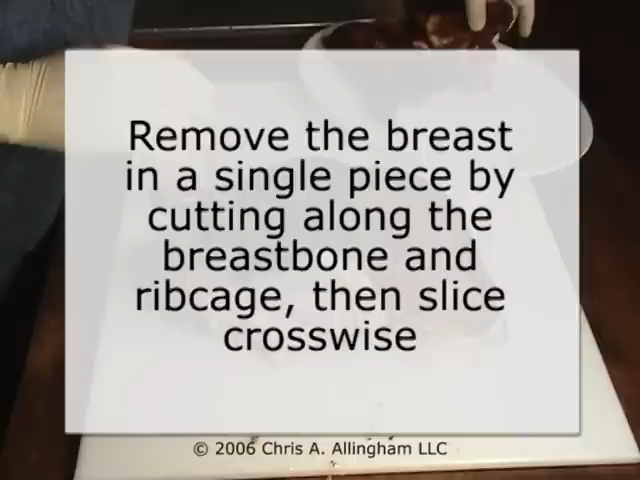 Remove the breast
in a single piece by
cutting along the
breastbone and
ribcage, then slice
crosswise
© 2006 Chris A. Allingham LLC